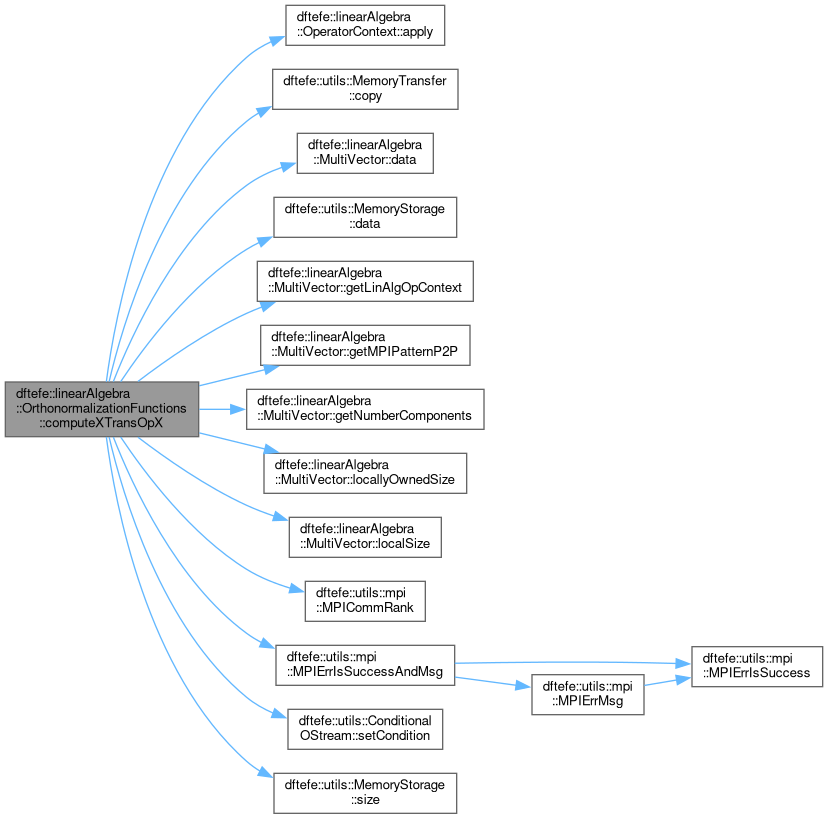 dftefe::linearAlgebra
::OperatorContext::apply
dftefe::utils::MemoryTransfer
::copy
dftefe::linearAlgebra
::MultiVector::data
dftefe::utils::MemoryStorage
::data
dftefe::linearAlgebra
::MultiVector::getLinAlgOpContext
dftefe::linearAlgebra
::MultiVector::getMPIPatternP2P
dftefe::linearAlgebra
::OrthonormalizationFunctions
::computeXTransOpX
dftefe::linearAlgebra
::MultiVector::getNumberComponents
dftefe::linearAlgebra
::MultiVector::locallyOwnedSize
dftefe::linearAlgebra
::MultiVector::localSize
dftefe::utils::mpi
::MPICommRank
dftefe::utils::mpi
::MPIErrIsSuccessAndMsg
dftefe::utils::mpi
::MPIErrIsSuccess
dftefe::utils::mpi
::MPIErrMsg
dftefe::utils::Conditional
OStream::setCondition
dftefe::utils::MemoryStorage
::size